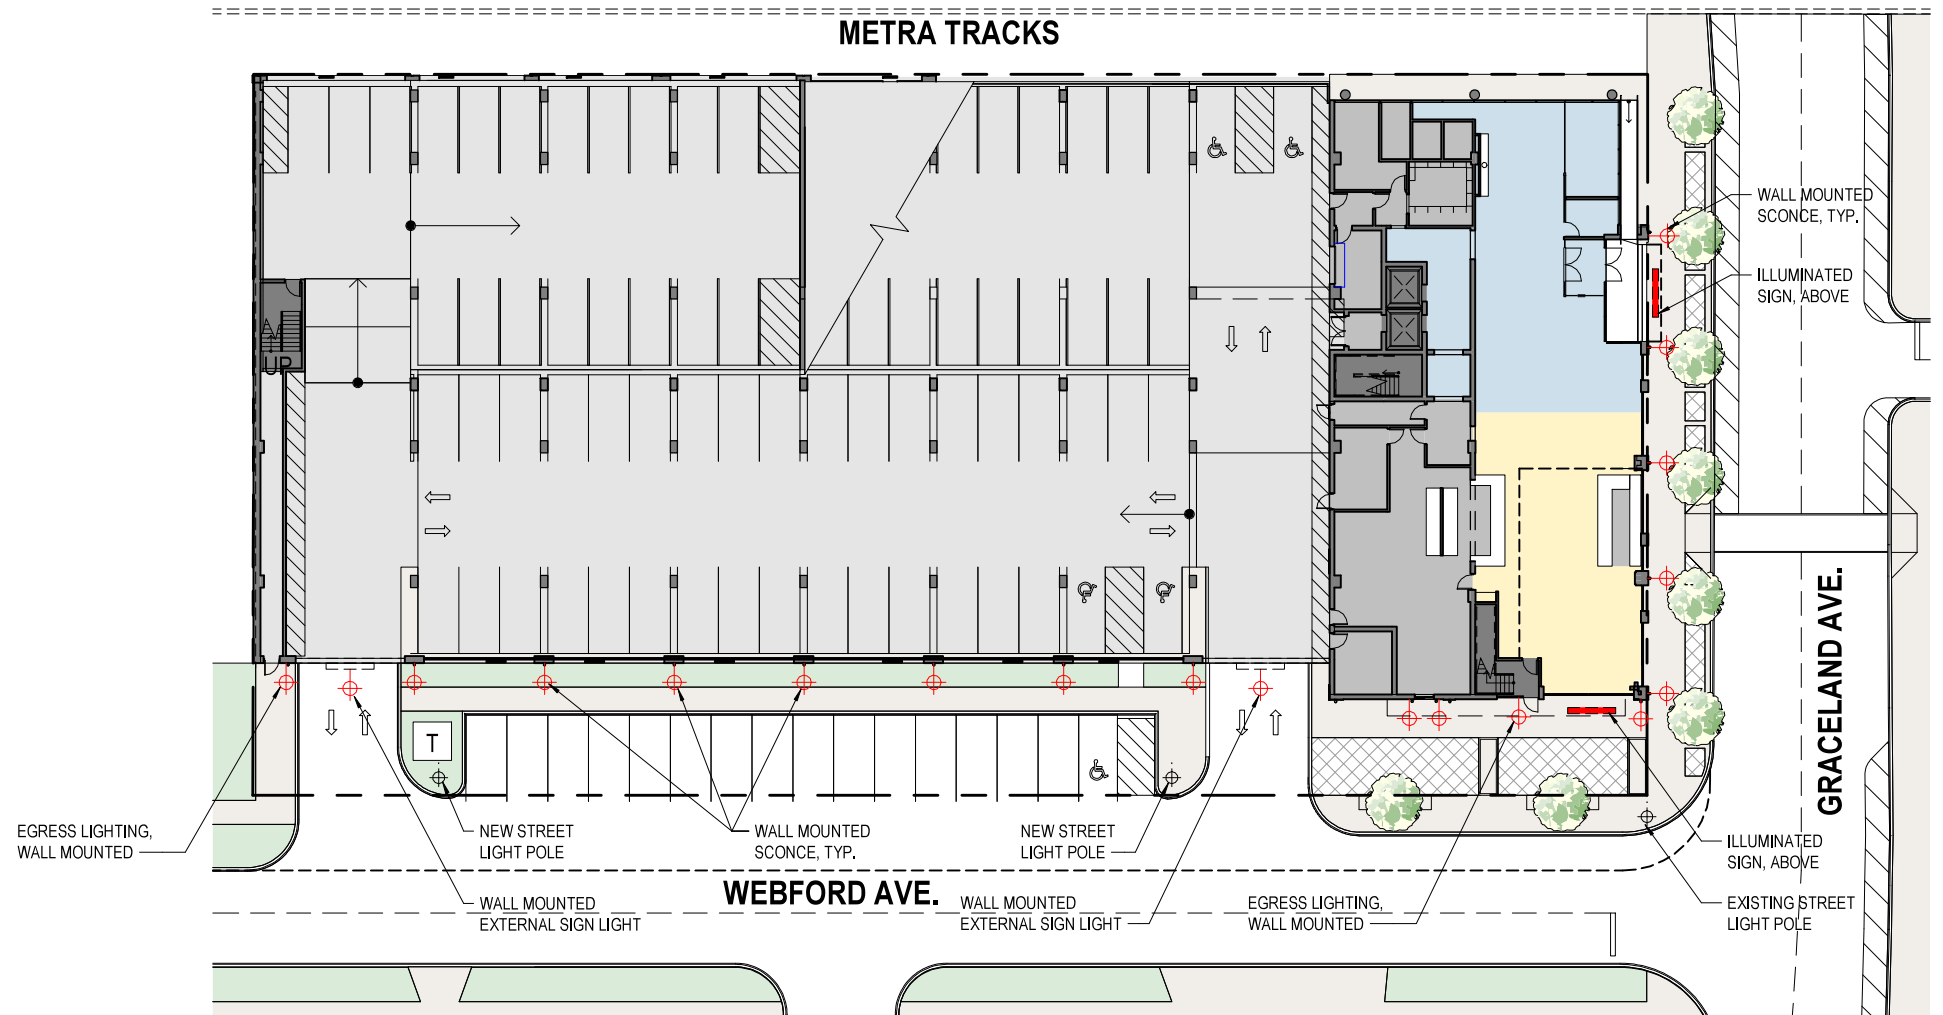 METRA TRACKS
WALL MOUNTED
SCONCE, TYP.
ILLUMINATED
SIGN, ABOVE
UP
GRACELAND AVE.
T
EGRESS LIGHTING,
WALL MOUNTED
NEW STREET
LIGHT POLE
WALL MOUNTED
SCONCE, TYP.
NEW STREET
LIGHT POLE
ILLUMINATED
SIGN, ABOVE
WEBFORD AVE.
WALL MOUNTED
EXTERNAL SIGN LIGHT
WALL MOUNTED
EXTERNAL SIGN LIGHT
EGRESS LIGHTING,
WALL MOUNTED
EXISTING STREET
LIGHT POLE